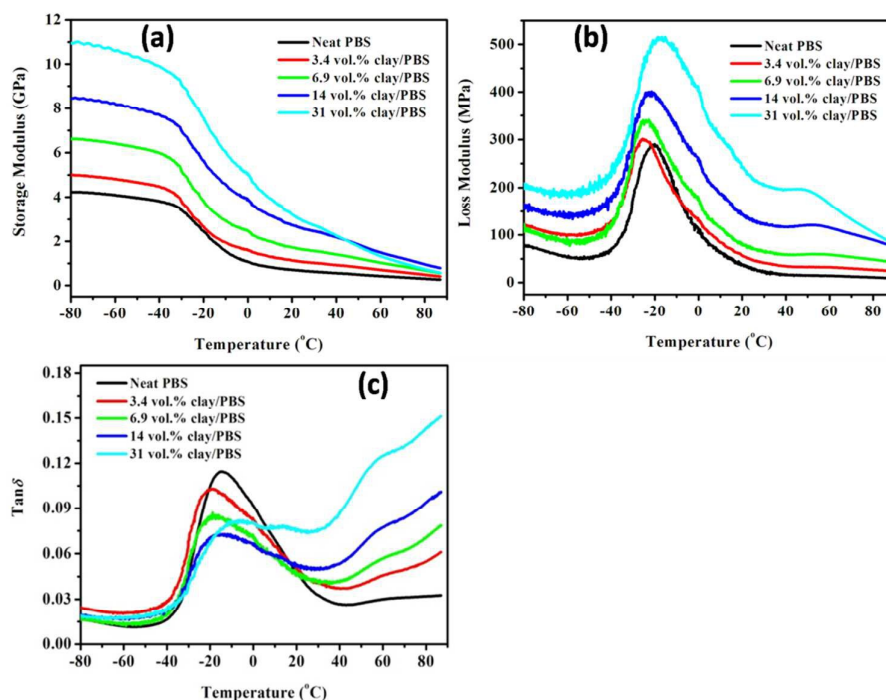 (a)
Neat PBS
3.4 vol.% clay/PBS
6.9 vol.% clay/PBS
14 vol.% clay/PBS
31 vol.% clay/PBS
Storage Modulus (GPa)
12
10
8
6
4
2
0
-80 -60 -40 -20 0 20 40 60 80
Temperature (°C)
(b)
Neat PBS
3.4 vol.% clay/PBS
6.9 vol.% clay/PBS
14 vol.% clay/PBS
31 vol.% clay/PBS
Loss Modulus (MPa)
500
400
300
200
100
0
-80 -60 -40 -20 0 20 40 60 80
Temperature (°C)
(c)
Neat PBS
3.4 vol.% clay/PBS
6.9 vol.% clay/PBS
14 vol.% clay/PBS
31 vol.% clay/PBS
Tanδ
0.18
0.15
0.12
0.09
0.06
0.03
0.00
-80 -60 -40 -20 0 20 40 60 80
Temperature (°C)